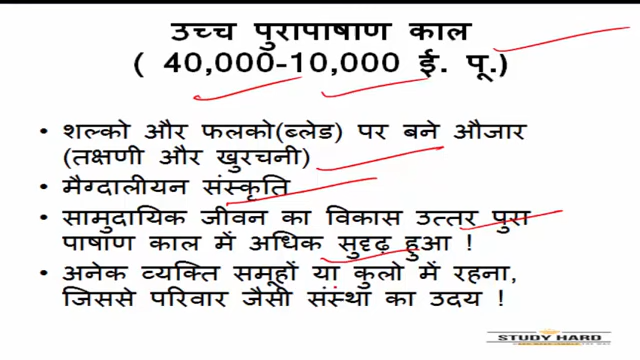 उच्च पुरापाषाण काल
( 40,000-10,000 ई. पू.)
• शल्को और फलको(ब्लेड) पर बने औजार
(तक्षणी और खुरचनी)
• मैग्दालीयन संस्कृति
• सामुदायिक जीवन का विकास उत्तर पुरा
पाषाण काल में अधिक सुदृढ़ हुआ !
• अनेक व्यक्ति समूहों या कुलो में रहना,
जिससे परिवार जैसी संस्था का उदय !
STUDY HARD